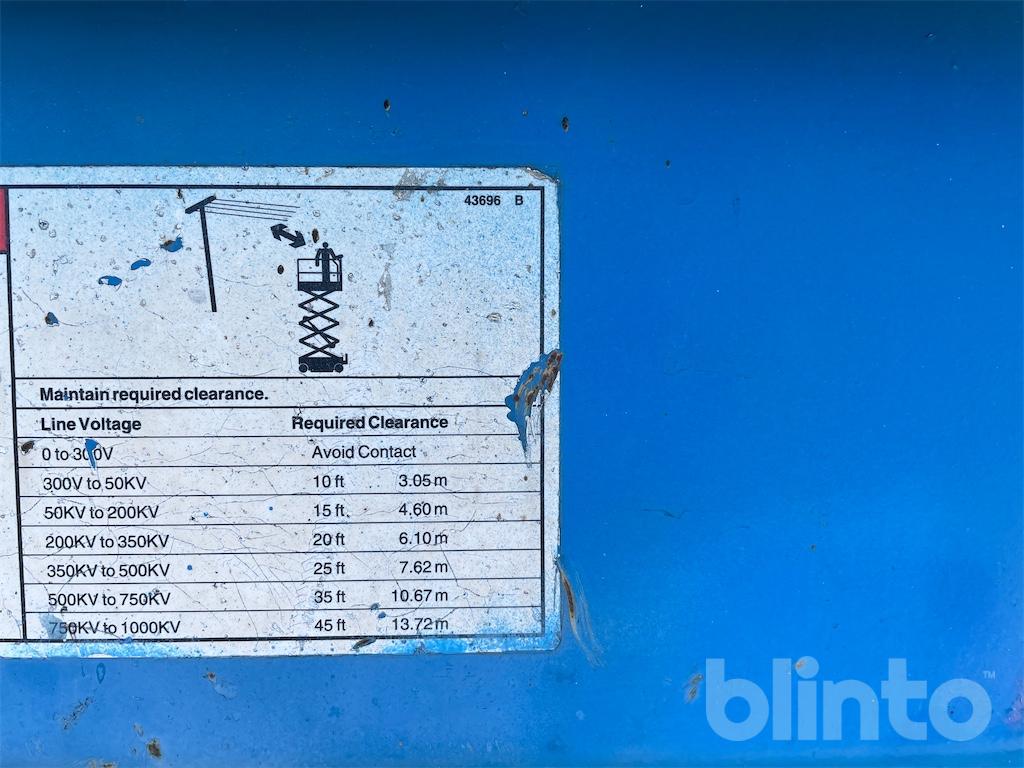 43696 B
Maintain required clearance.
Line Voltage Required Clearance
0 to 300V Avoid Contact
300V to 50KV 10 ft 3.05 m
50KV to 200KV 15 ft 4.60 m
200KV to 350KV 20 ft 6.10 m
350KV to 500KV 25 ft 7.62 m
500KV to 750KV 35 ft 10.67 m
750KV to 1000KV 45 ft 13.72 m
blinto™